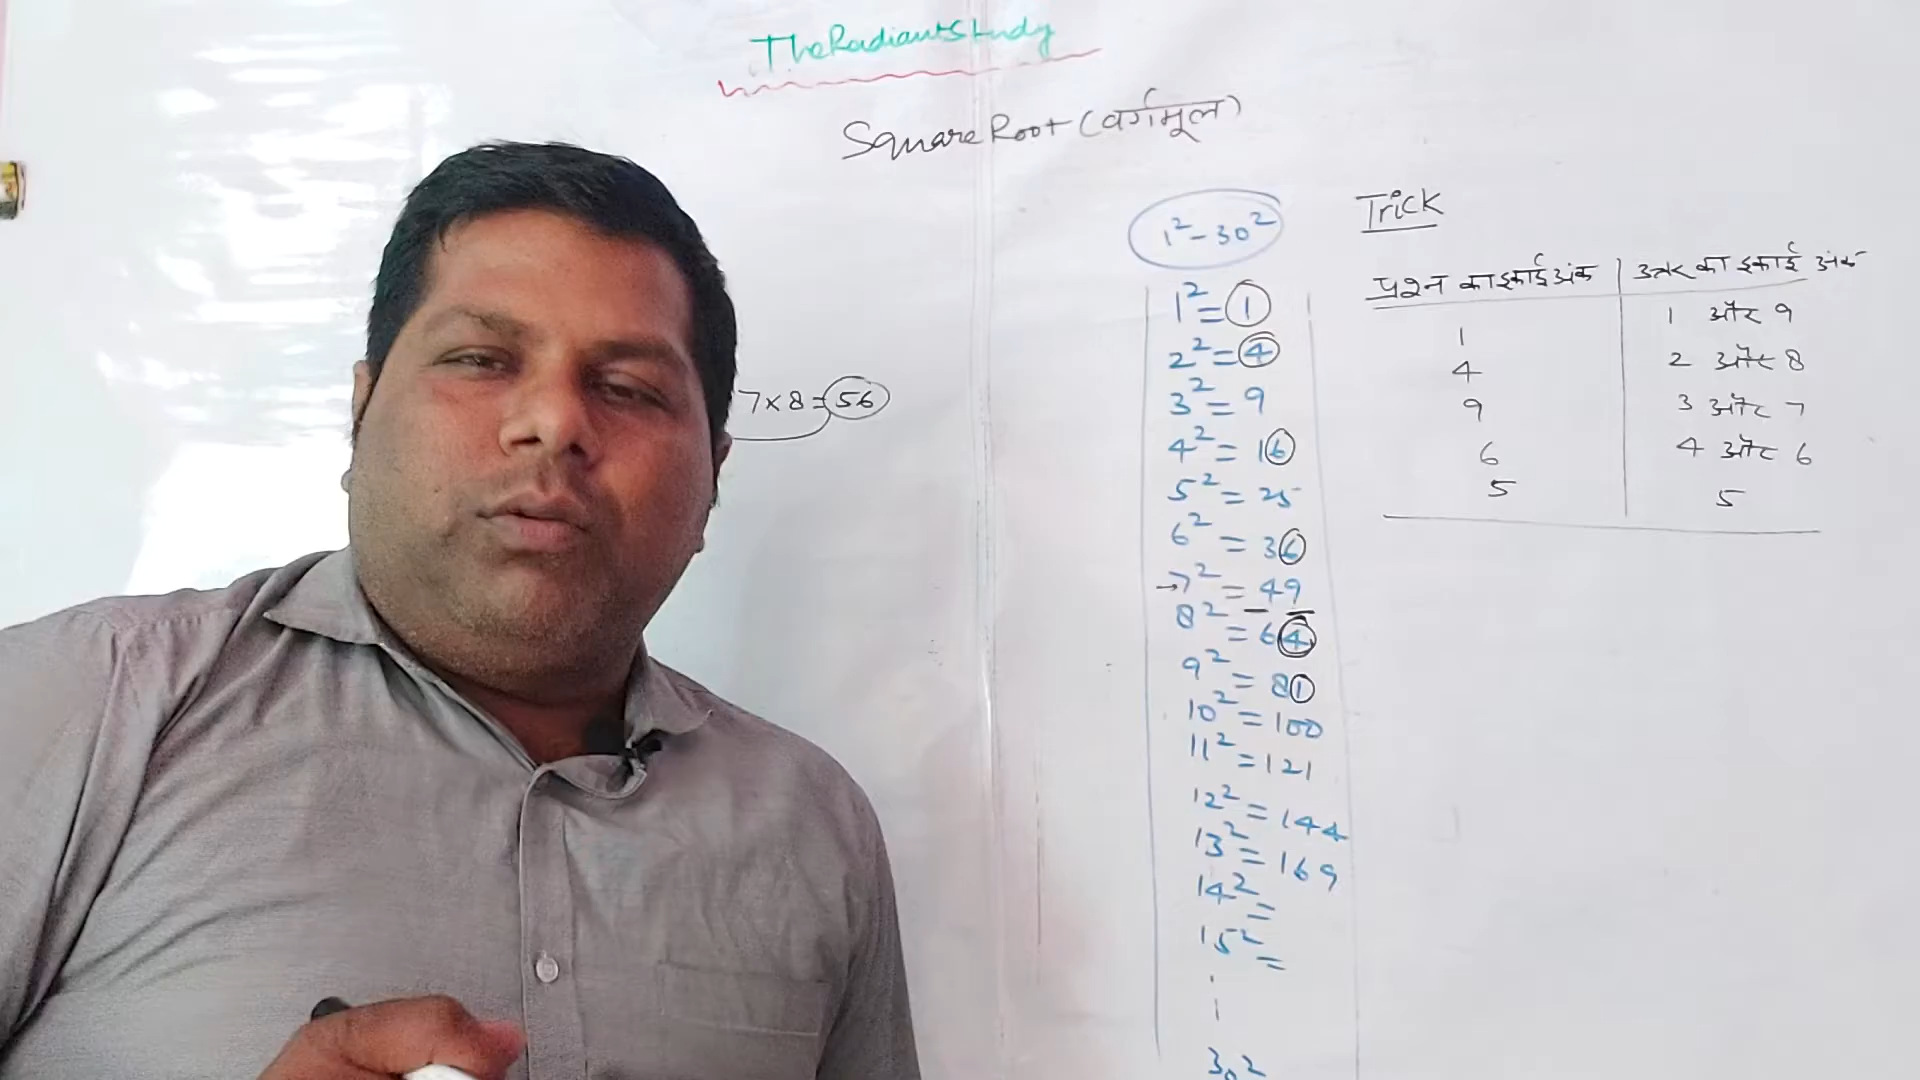 TheRadiantStudy
Square Root (वर्गमूल)
7 x 8 = 56
1² - 30²
1² = 1
2² = 4
3² = 9
4² = 16
5² = 25
6² = 36
→7² = 49
8² = 64
9² = 81
10² = 100
11² = 121
12² = 144
13² = 169
14² =
15² =
30²
Trick
प्रश्न का इकाई अंक | उत्तर का इकाई अंक
1 | 1 और 9
4 | 2 और 8
9 | 3 और 7
6 | 4 और 6
5 | 5